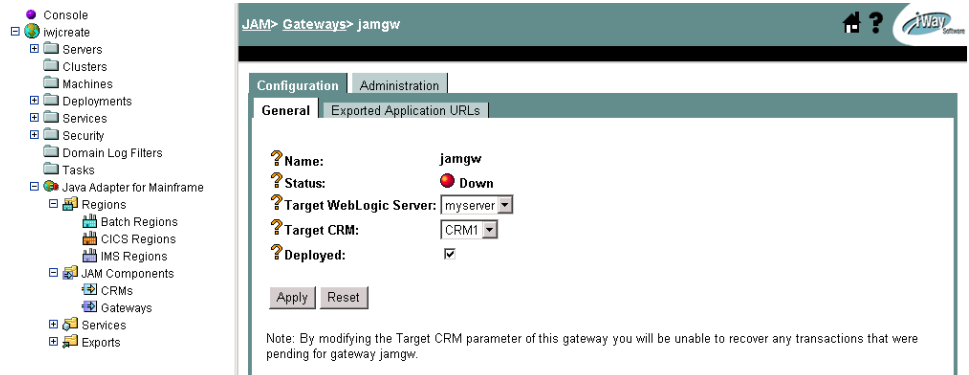 Console
iwjcreate
Servers
Clusters
Machines
Deployments
Services
Security
Domain Log Filters
Tasks
Java Adapter for Mainframe
Regions
Batch Regions
CICS Regions
IMS Regions
JAM Components
CRMs
Gateways
Services
Exports
JAM> Gateways> jamgw
?
iWay
Software
Configuration
Administration
General
Exported Application URLs
? Name: jamgw
? Status: Down
? Target WebLogic Server: myserver
? Target CRM: CRM1
? Deployed:
Apply Reset
Note: By modifying the Target CRM parameter of this gateway you will be unable to recover any transactions that were
pending for gateway jamgw.